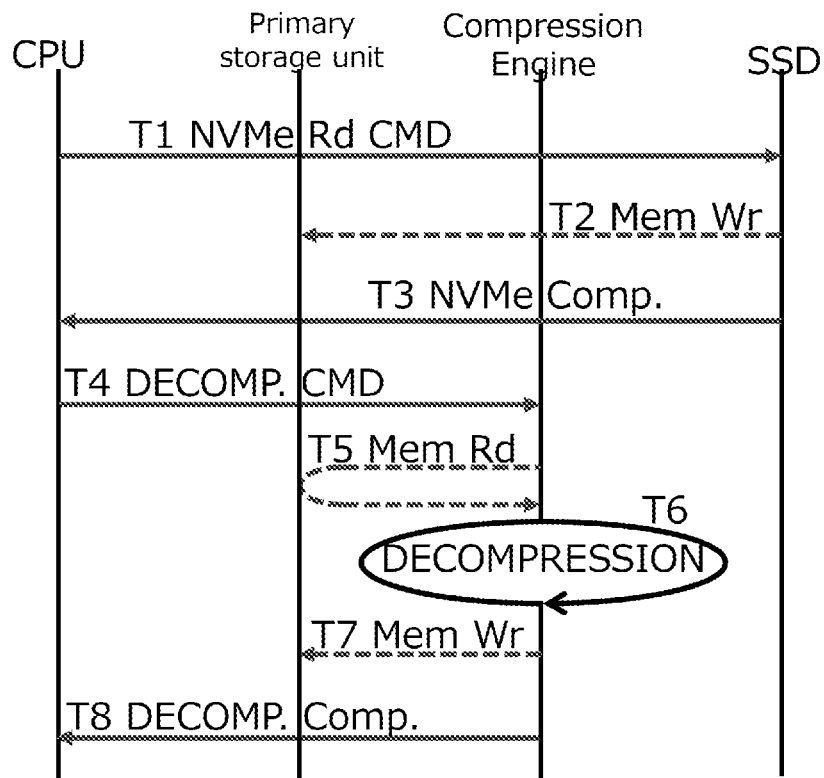 CPU
Primary
storage unit
Compression
Engine
SSD
T1 NVMe Rd CMD
T2 Mem Wr
T3 NVMe Comp.
T4 DECOMP. CMD
T5 Mem Rd
T6
DECOMPRESSION
T7 Mem Wr
T8 DECOMP. Comp.